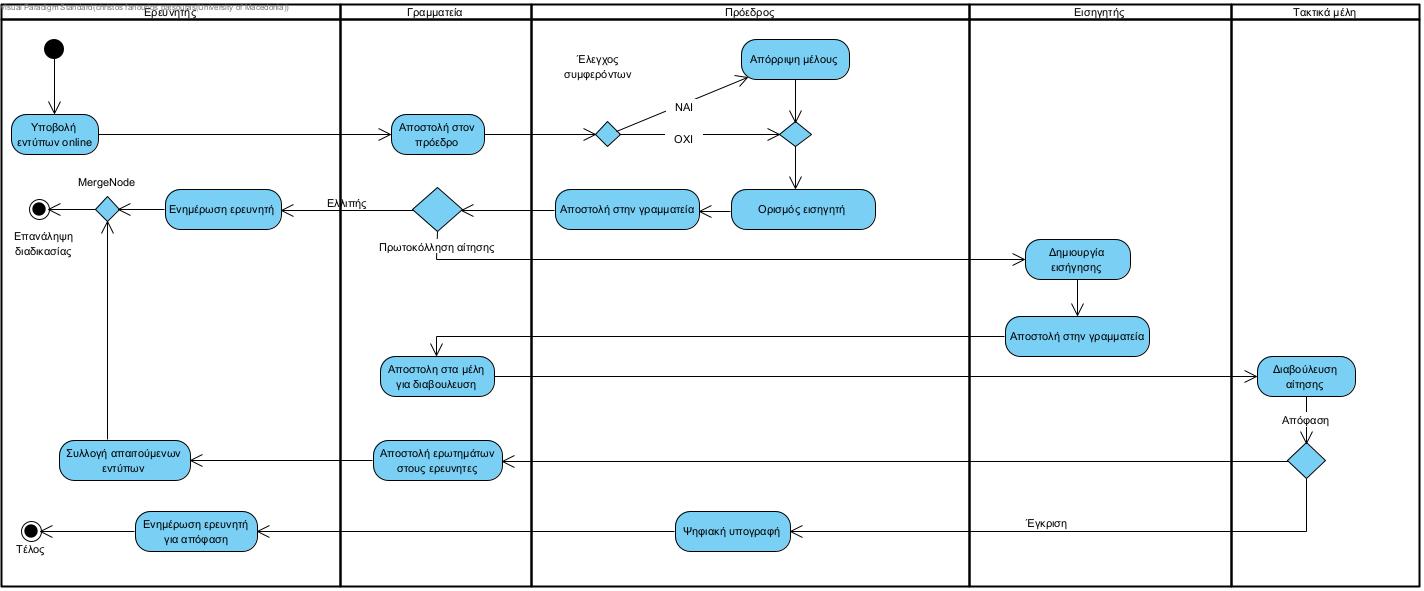 Visual Paradigm Standard(christos fanourios patsouras(University of Macedonia))
Ερευνητής
Γραμματεία
Πρόεδρος
Εισηγητής
Τακτικά μέλη
Έλεγχος
συμφερόντων
Απόρριψη μέλους
ΝΑΙ
Υποβολή
εντύπων online
Αποστολή στον
πρόεδρο
ΟΧΙ
MergeNode
Ενημέρωση ερευνητή
Ελλιπής
Αποστολή στην γραμματεία
Ορισμός εισηγητή
Επανάληψη
διαδικασίας
Πρωτοκόλληση αίτησης
Δημιουργία
εισήγησης
Αποστολή στην γραμματεία
Αποστολη στα μέλη
για διαβουλευση
Διαβούλευση
αίτησης
Απόφαση
Συλλογή απαιτούμενων
εντύπων
Αποστολή ερωτημάτων
στους ερευνητες
Ενημέρωση ερευνητή
για απόφαση
Ψηφιακή υπογραφή
Έγκριση
Τέλος